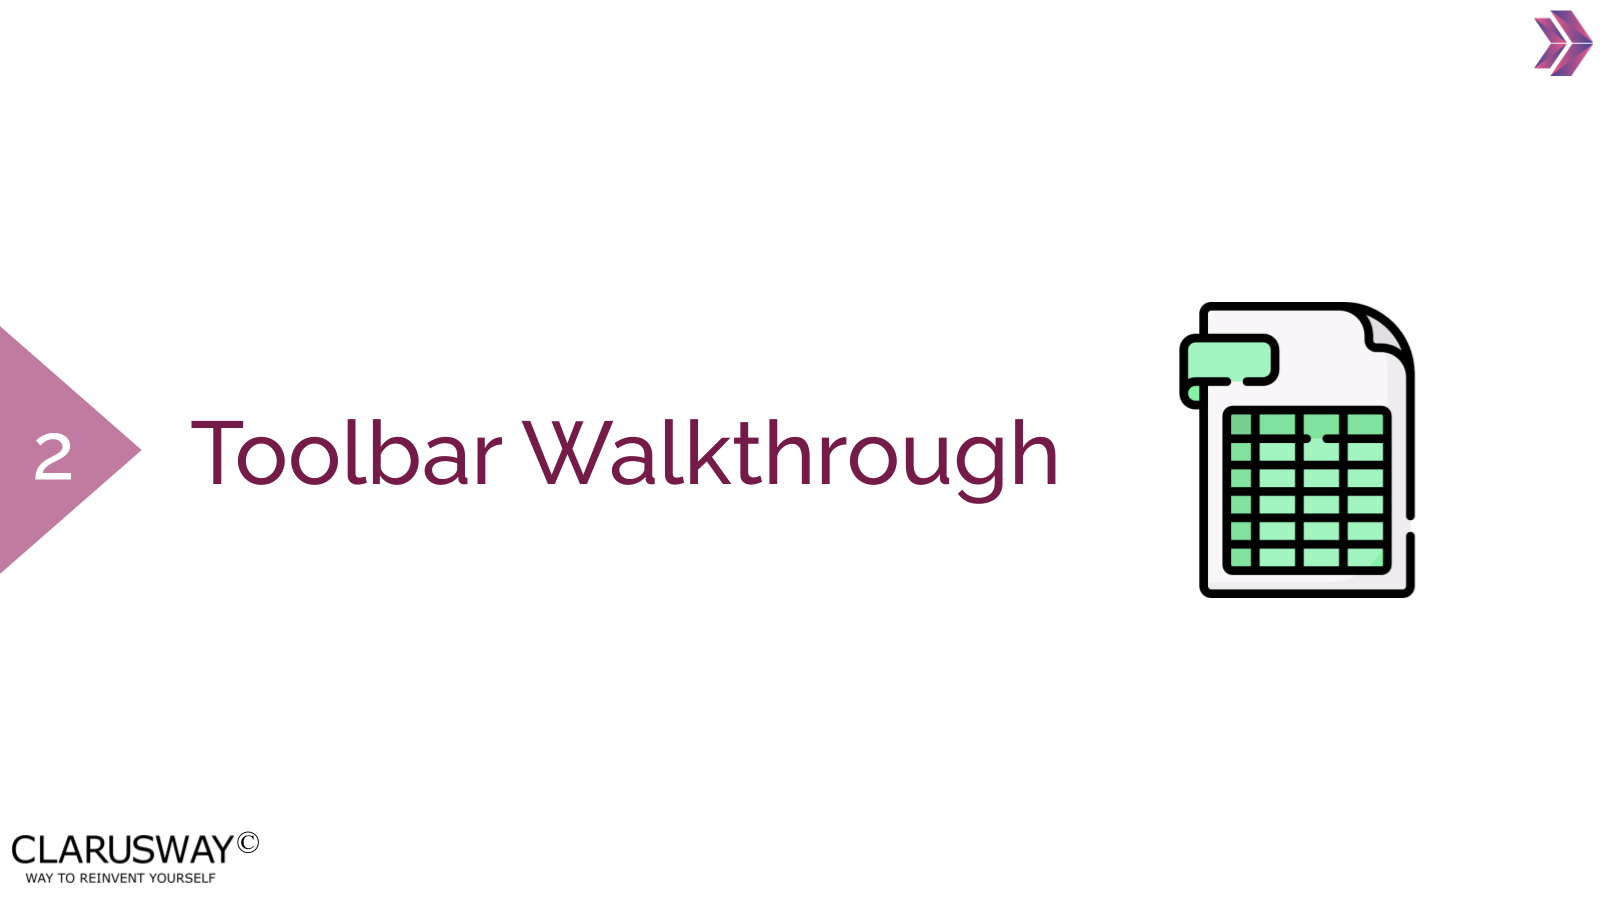 2
Toolbar Walkthrough
CLARUSWAY©
WAY TO REINVENT YOURSELF